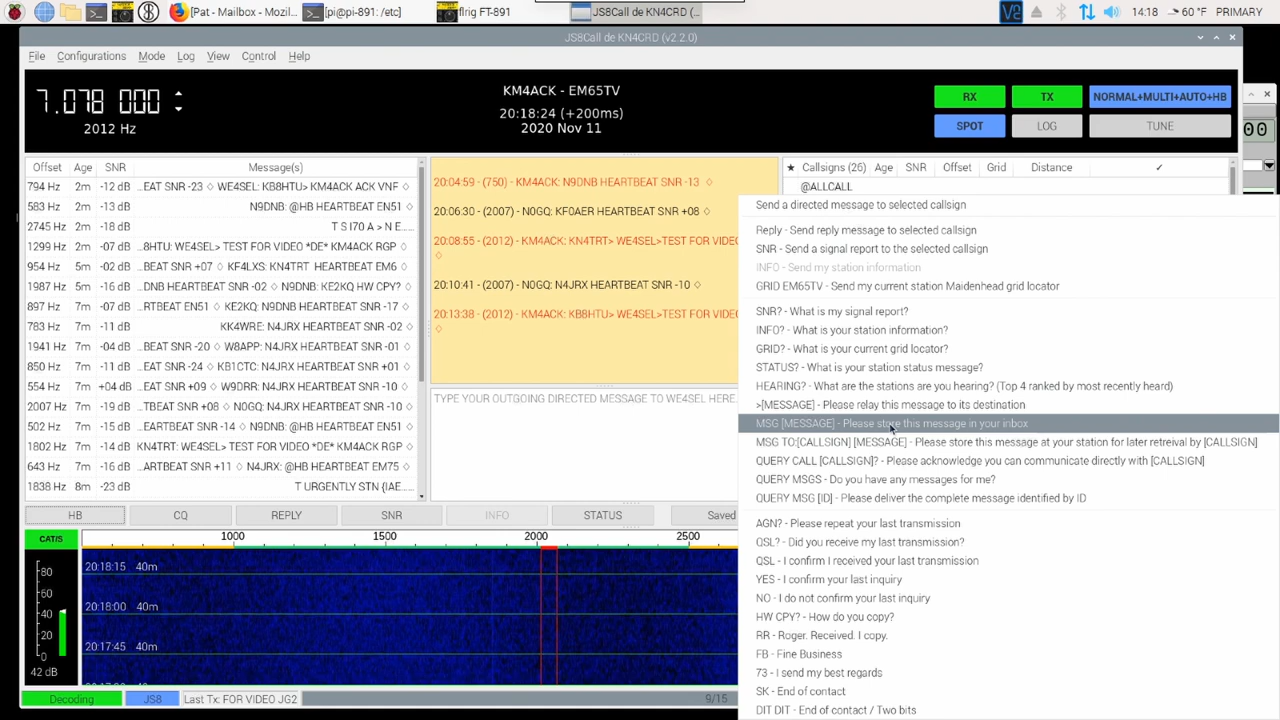 [Pat - Mailbox - Mozil...
[pi@pi-891: /etc]
flrig FT-891
JS8Call de KN4CRD (...
14:18
60 °F
PRIMARY
JS8Call de KN4CRD (v2.2.0)
File Configurations Mode Log View Control Help
7.078 000
2012 Hz
KM4ACK - EM65TV
20:18:24 (+200ms)
2020 Nov 11
RX TX NORMAL+MULTI+AUTO+HB
SPOT LOG TUNE
00
Offset Age SNR Message(s)
794 Hz 2m -12 dB ...EAT SNR -23 ♢ WE4SEL: KB8HTU> KM4ACK ACK VNF ♢
583 Hz 2m -13 dB N9DNB: @HB HEARTBEAT EN51 ♢
2745 Hz 2m -18 dB T S I70 A > N E...
1299 Hz 2m -07 dB ...8HTU: WE4SEL> TEST FOR VIDEO *DE* KM4ACK RGP ♢
954 Hz 5m -12 dB ...BEAT SNR +07 ♢ KF4LXS: KN4TRT HEARTBEAT EM6 ♢
1987 Hz 5m -16 dB ...DNB HEARTBEAT SNR -02 ♢ N9DNB: KM4ACK HW CPY? ♢
897 Hz 7m -13 dB ...RTBEAT EN51 ♢ KE2KQ: N9DNB HEARTBEAT SNR -17 ♢
783 Hz 7m -11 dB KK4WRE: N4JRX HEARTBEAT SNR -02 ♢
1941 Hz 7m -12 dB ...BEAT SNR -20 ♢ W8APP: N4JRX HEARTBEAT SNR -01 ♢
850 Hz 7m -11 dB ...EAT SNR -24 ♢ KB1CTC: N4JRX HEARTBEAT SNR +01 ♢
554 Hz 7m +04 dB ...EAT SNR +09 ♢ W9DRR: N4JRX HEARTBEAT SNR -10 ♢
2007 Hz 7m -19 dB ...TBEAT SNR +08 ♢ N0GQ: N4JRX HEARTBEAT SNR -10 ♢
502 Hz 7m -14 dB ...EARTBEAT SNR +15 ♢ WE4SEL: N4JRX HEARTBEAT ♢
1802 Hz 7m -14 dB KN4TRT: WE4SEL> TEST FOR VIDEO *DE* KM4ACK ♢
643 Hz 7m -16 dB ...EARTBEAT SNR +11 ♢ N4JRX: @HB HEARTBEAT EM75 ♢
1838 Hz 8m -16 dB T URGENTLY STN {IAE...
20:04:59 - (750) - KM4ACK: N9DNB HEARTBEAT SNR -13 ♢
20:06:30 - (2007) - N0GQ: KF0AER HEARTBEAT SNR +08 ♢
20:08:55 - (2012) - KM4ACK: KN4TRT> WE4SEL>TEST FOR VIDEO
♢
20:10:41 - (2007) - N0GQ: N4JRX HEARTBEAT SNR -10 ♢
20:13:38 - (2012) - KM4ACK: KB8HTU> WE4SEL>TEST FOR VIDEO
♢
TYPE YOUR OUTGOING DIRECTED MESSAGE TO WE4SEL HERE.
★ Callsigns (26) Age SNR Offset Grid Distance ✓
@ALLCALL
Send a directed message to selected callsign
Reply - Send reply message to selected callsign
SNR - Send a signal report to the selected callsign
INFO - Send my station information
GRID EM65TV - Send my current station Maidenhead grid locator
SNR? - What is my signal report?
INFO? - What is your station information?
GRID? - What is your current grid locator?
STATUS? - What is your station status message?
HEARING? - What are the stations are you hearing? (Top 4 ranked by most recently heard)
>[MESSAGE] - Please relay this message to its destination
MSG [MESSAGE] - Please store this message in your inbox
MSG TO:[CALLSIGN] [MESSAGE] - Please store this message at your station for later retreival by [CALLSIGN]
QUERY CALL [CALLSIGN]? - Please acknowledge you can communicate directly with [CALLSIGN]
QUERY MSGS - Do you have any messages for me?
QUERY MSG [ID] - Please deliver the complete message identified by ID
AGN? - Please repeat your last transmission
QSL? - Did you receive my last transmission?
QSL - I confirm I received your last transmission
YES - I confirm your last inquiry
NO - I do not confirm your last inquiry
HW CPY? - How do you copy?
RR - Roger. Received. I copy.
FB - Fine Business
73 - I send my best regards
SK - End of contact
DIT DIT - End of contact / Two bits
HB CQ REPLY SNR INFO STATUS Saved
CAT/S
1000 1500 2000 2500
20:18:15 40m
20:18:00 40m
20:17:45 40m
80
60
40
20
0
42 dB
Decoding JS8 Last Tx: FOR VIDEO JG2 9/15